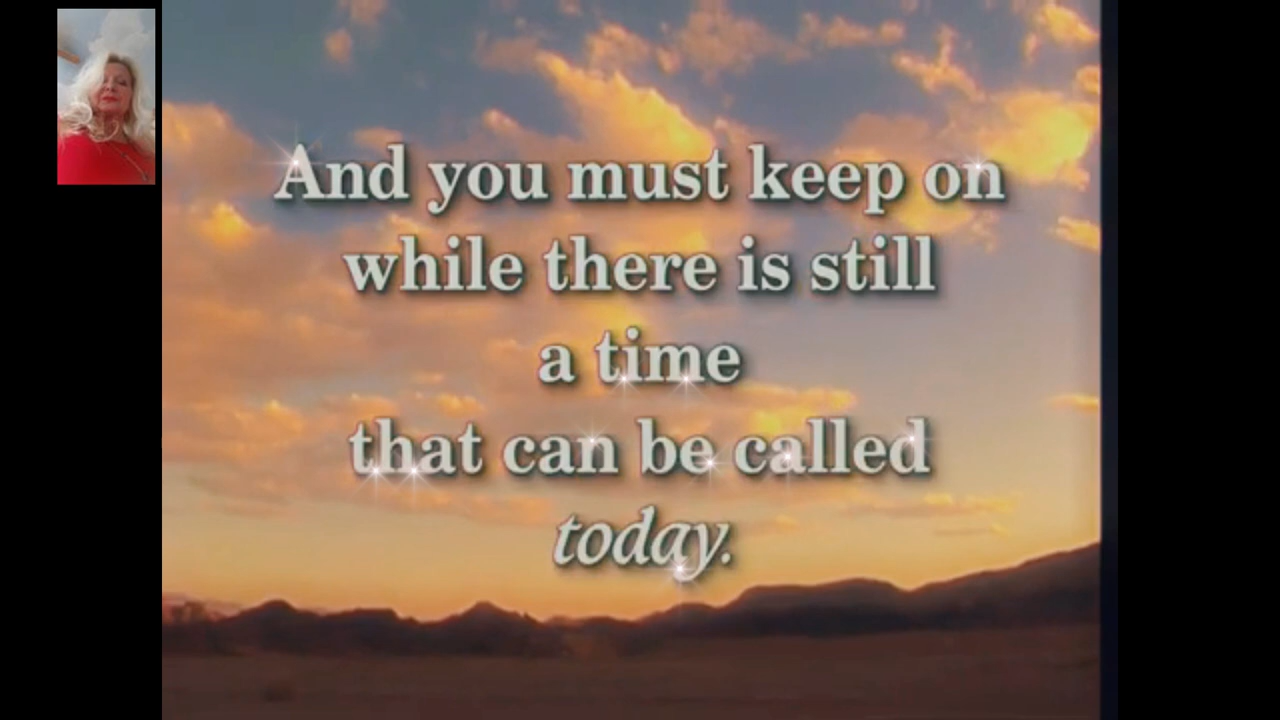 And you must keep on
while there is still
a time
that can be called
today.